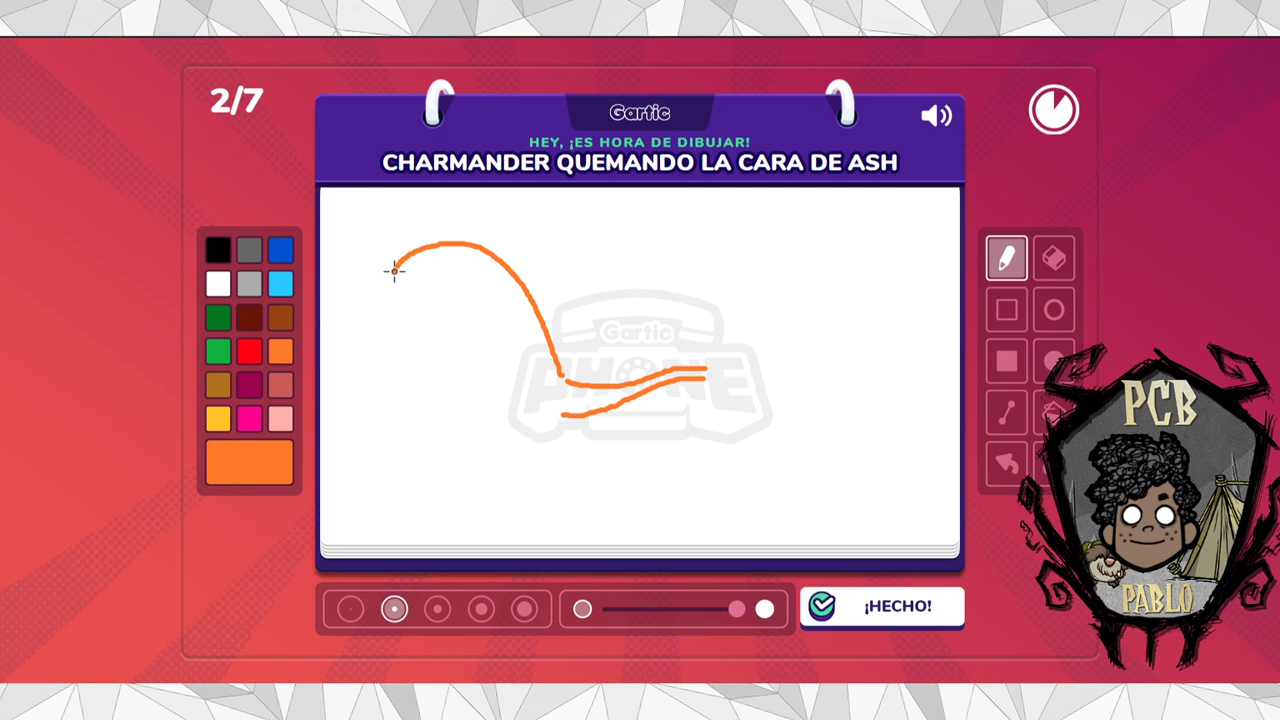 2/7
Gartic
HEY, ¡ES HORA DE DIBUJAR!
CHARMANDER QUEMANDO LA CARA DE ASH
Gartic
PHONE
¡HECHO!
PCB
PABLO